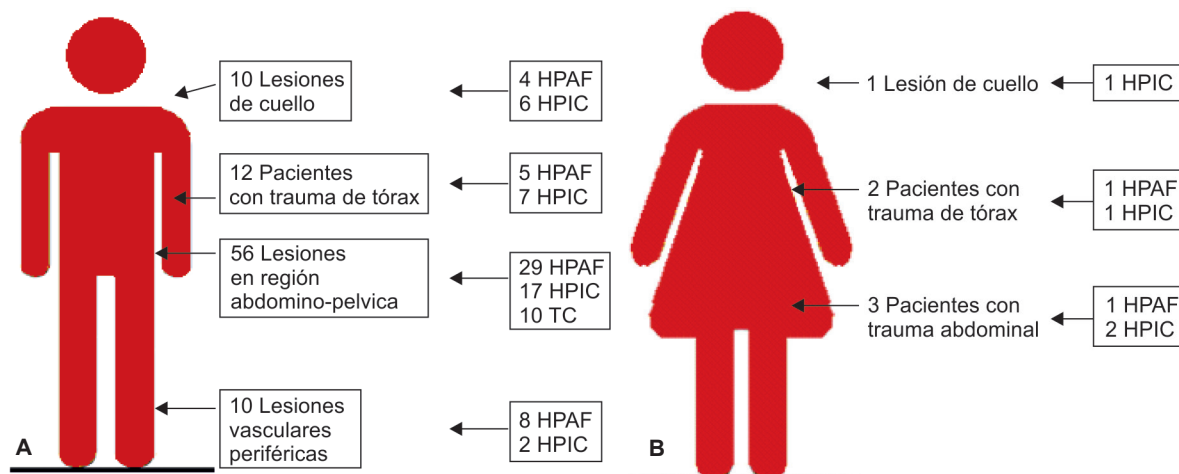 10 Lesiones
de cuello
4 HPAF
6 HPIC
12 Pacientes
con trauma de tórax
5 HPAF
7 HPIC
56 Lesiones
en región
abdomino-pelvica
29 HPAF
17 HPIC
10 TC
10 Lesiones
vasculares
periféricas
8 HPAF
2 HPIC
A
1 Lesión de cuello
1 HPIC
2 Pacientes con
trauma de tórax
1 HPAF
1 HPIC
3 Pacientes con
trauma abdominal
1 HPAF
2 HPIC
B